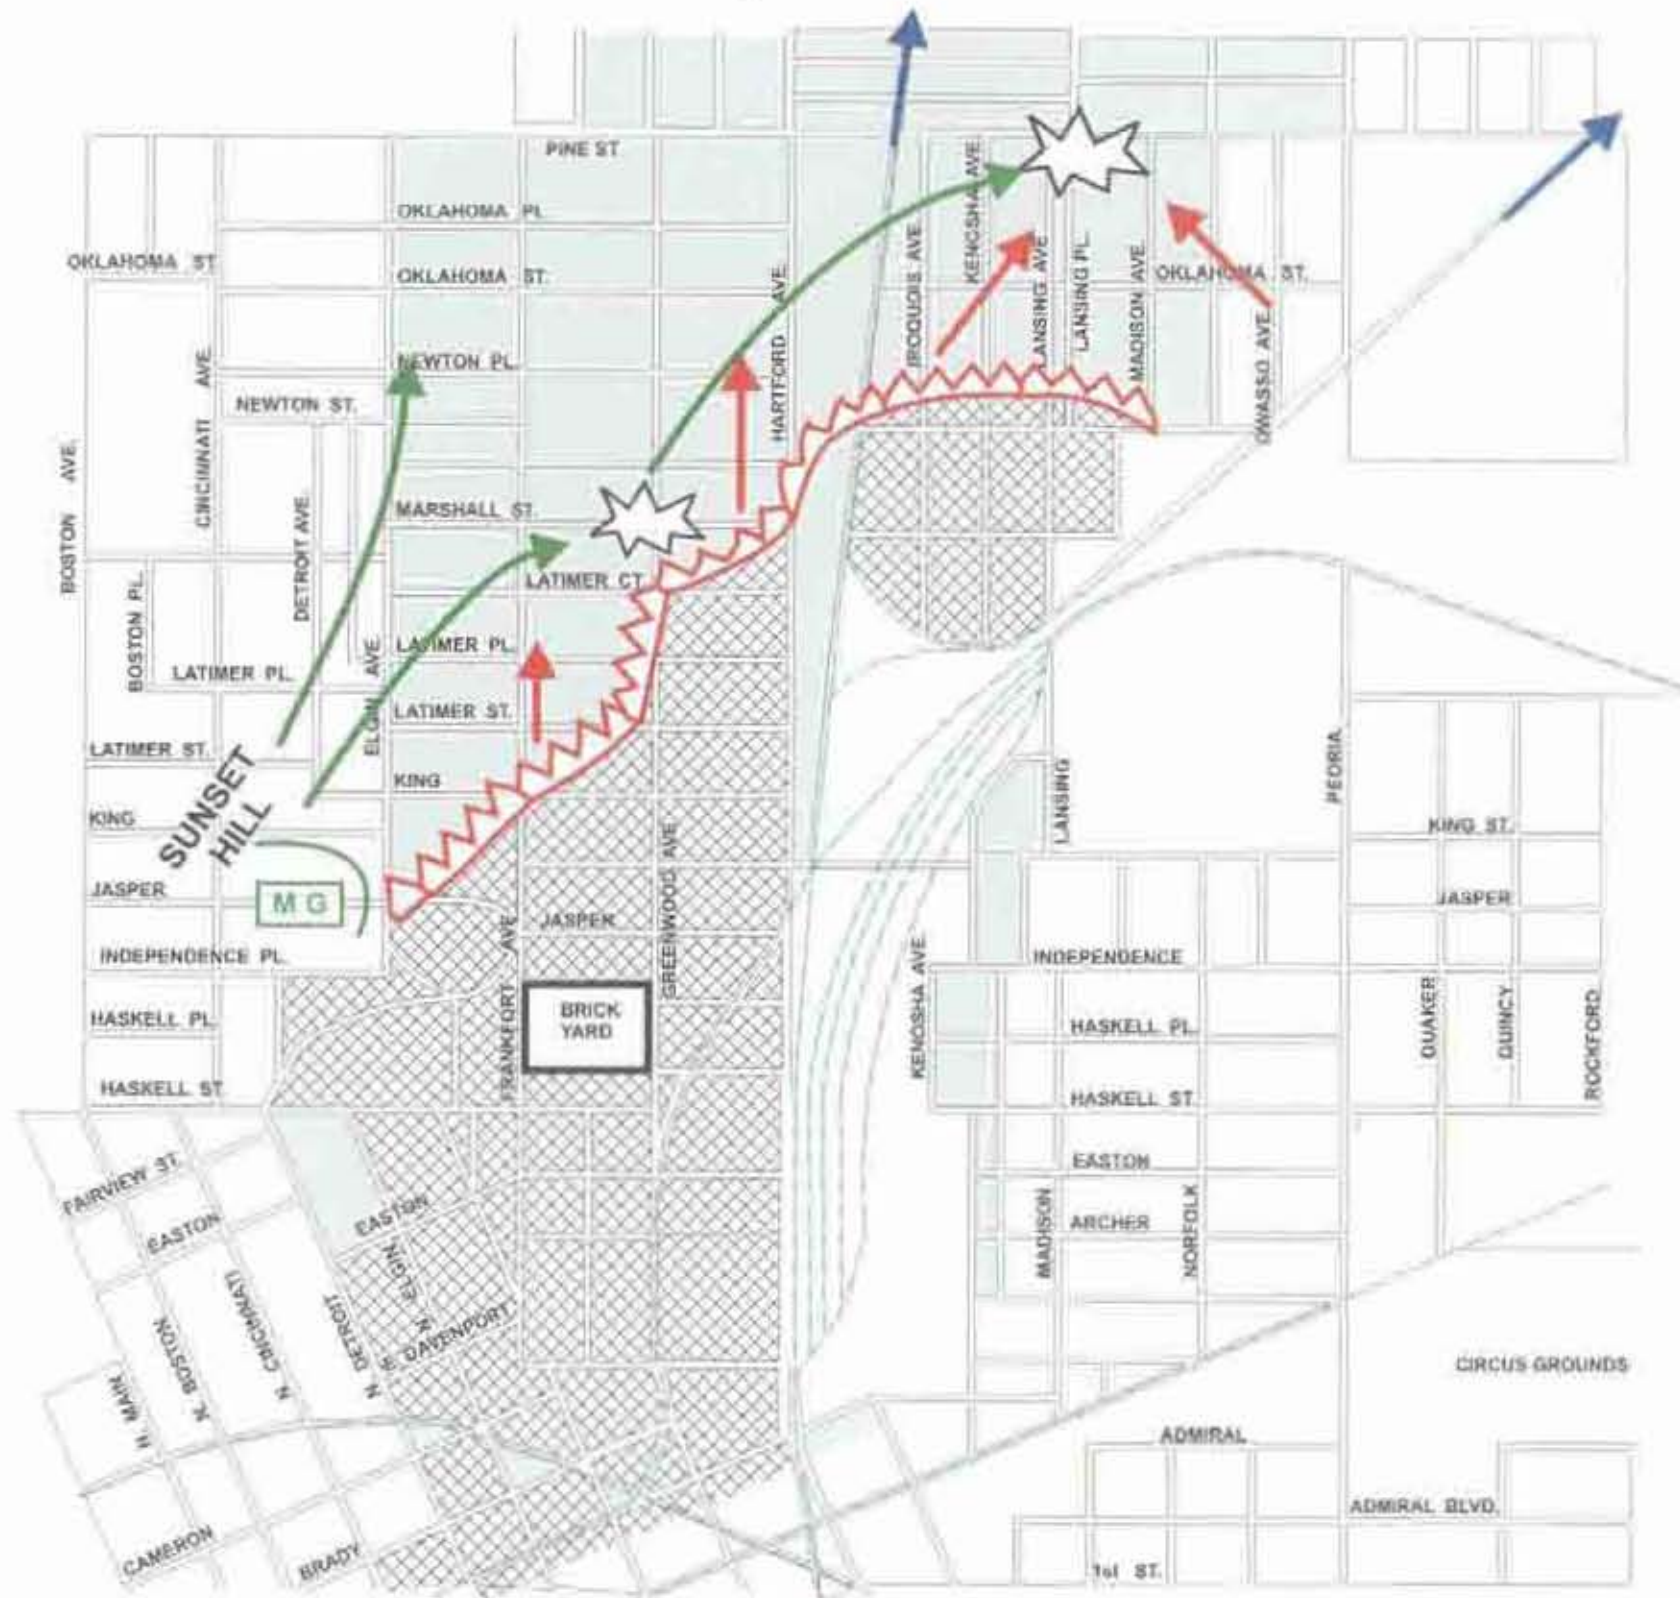 PINE ST
OKLAHOMA PL.
OKLAHOMA ST.
OKLAHOMA ST.
OKLAHOMA ST.
NEWTON PL.
NEWTON ST.
MARSHALL ST.
LATIMER CT.
LATIMER PL.
LATIMER PL.
LATIMER ST.
LATIMER ST.
KING
KING
JASPER
JASPER
INDEPENDENCE PL.
HASKELL PL.
HASKELL ST.
BOSTON AVE.
BOSTON PL.
CINCINNATI AVE.
DETROIT AVE.
ELGIN AVE.
HARTFORD AVE.
IROQUOIS AVE.
KENOSHA AVE.
LANSING AVE
LANSING PL.
MADISON AVE.
OWASSO AVE.
SUNSET
HILL
MG
FRANKFORT AVE
GREENWOOD AVE
BRICK
YARD
KENOSHA AVE.
LANSING
PEORIA
KING ST.
JASPER
INDEPENDENCE
HASKELL PL.
HASKELL ST
EASTON
ARCHER
MADISON
NORFOLK
QUAKER
QUINCY
ROCKFORD
FAIRVIEW ST.
EASTON
EASTON
N. ELGIN
DAVENPORT
N. DETROIT
N. CINCINNATI
N. BOSTON
N. MAIN
CAMERON
BRADY
CIRCUS GROUNDS
ADMIRAL
ADMIRAL BLVD.
1st ST.